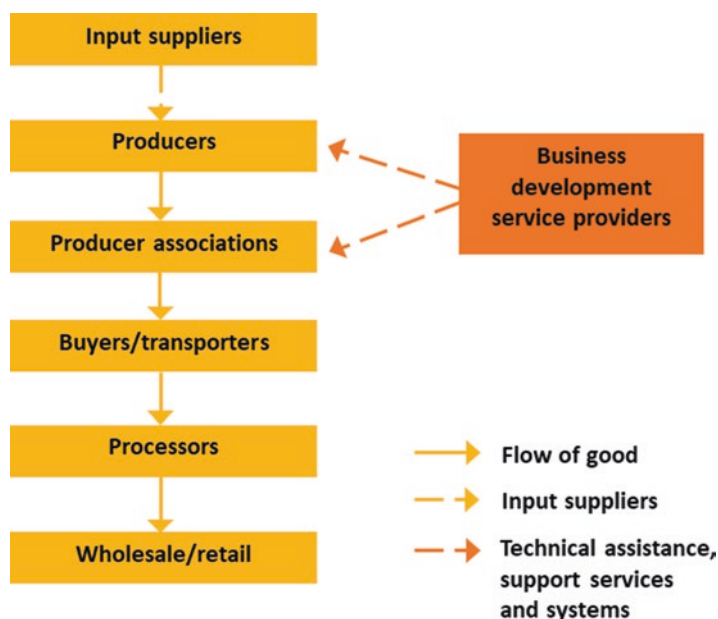 Input suppliers
Producers
Producer associations
Buyers/transporters
Processors
Wholesale/retail
Business
development
service providers
Flow of good
Input suppliers
Technical assistance,
support services
and systems